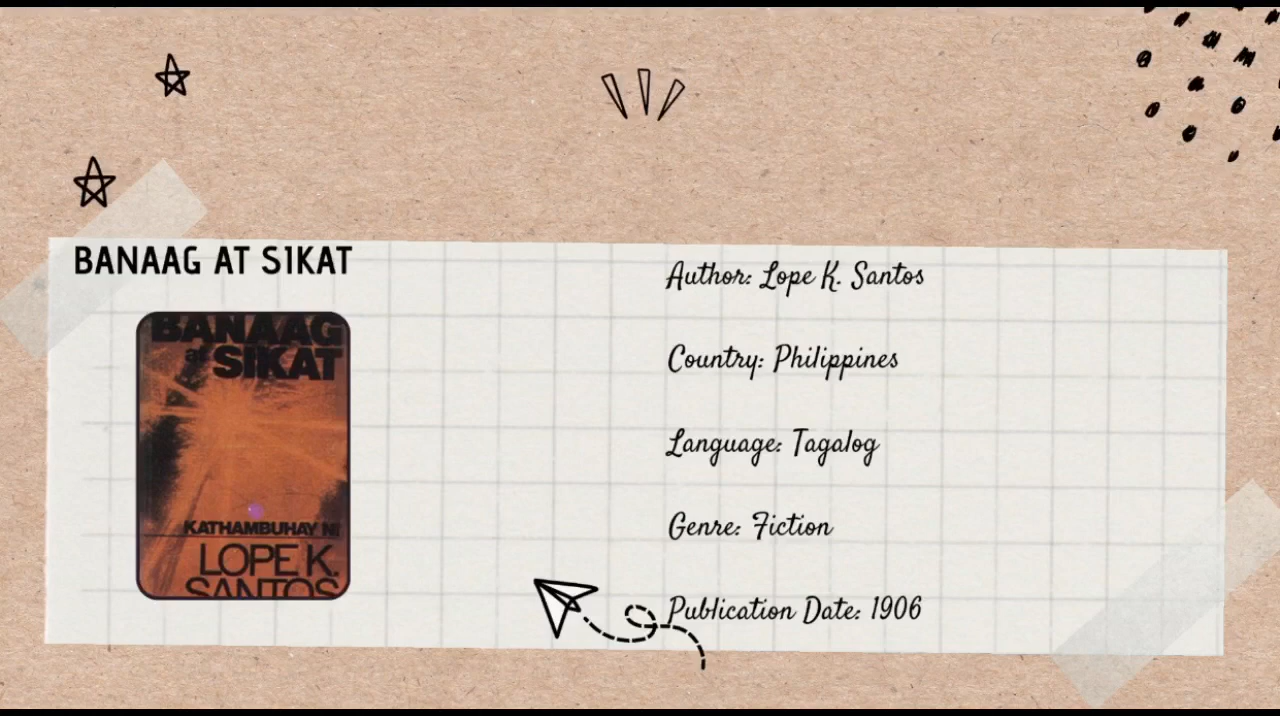 BANAAG AT SIKAT
BANAAG
at SIKAT
KATHAMBUHAY NI
LOPE K.
SANTOS
Author: Lope K. Santos
Country: Philippines
Language: Tagalog
Genre: Fiction
Publication Date: 1906